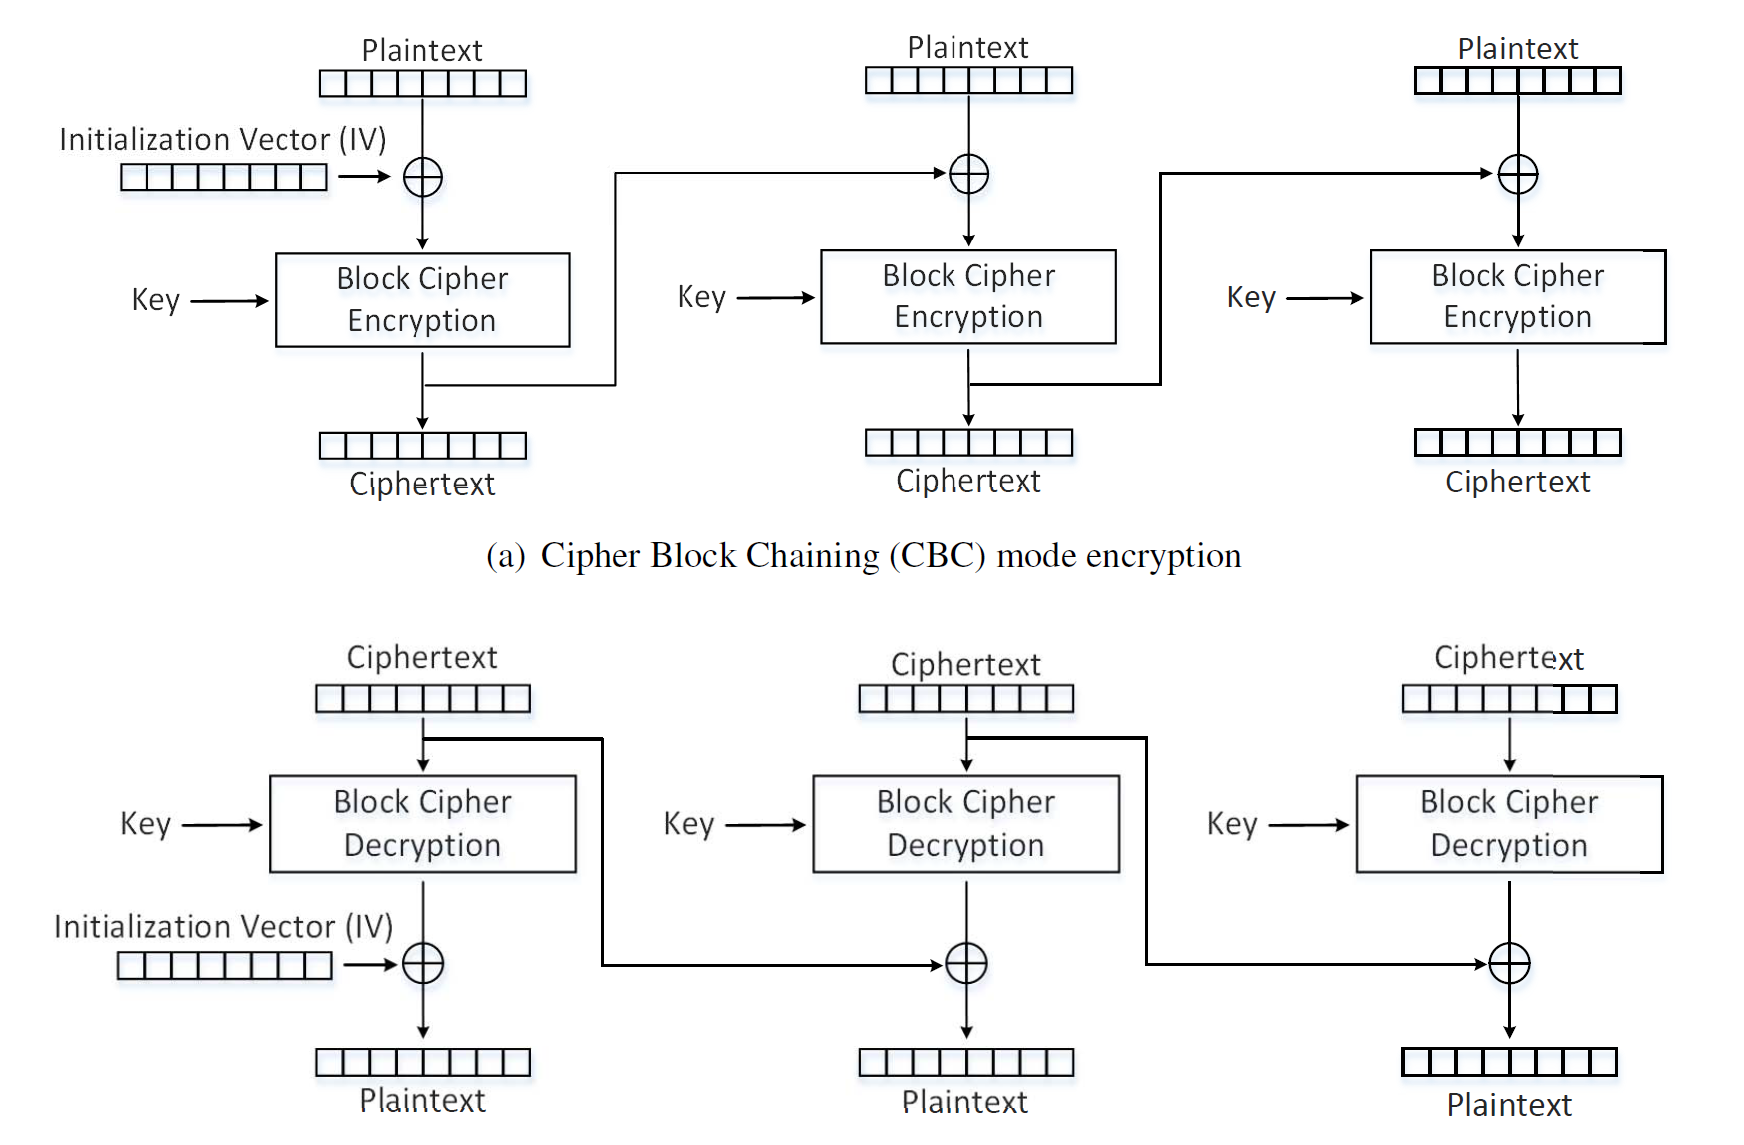 Plaintext
Plaintext
Plaintext
Initialization Vector (IV)
Key
Block Cipher
Encryption
Key
Block Cipher
Encryption
Key
Block Cipher
Encryption
Ciphertext
Ciphertext
Ciphertext
(a) Cipher Block Chaining (CBC) mode encryption
Ciphertext
Ciphertext
Ciphertext
Key
Block Cipher
Decryption
Key
Block Cipher
Decryption
Key
Block Cipher
Decryption
Initialization Vector (IV)
Plaintext
Plaintext
Plaintext